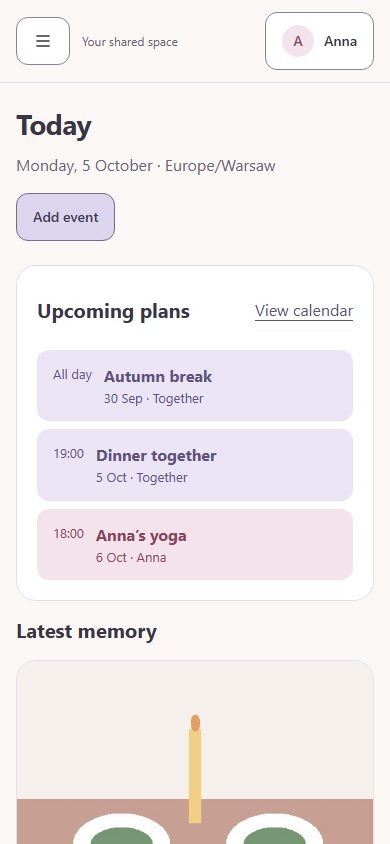 Your shared space
A Anna
Today
Monday, 5 October · Europe/Warsaw
Add event
Upcoming plans
View calendar
All day Autumn break
30 Sep · Together
19:00 Dinner together
5 Oct · Together
18:00 Anna’s yoga
6 Oct · Anna
Latest memory